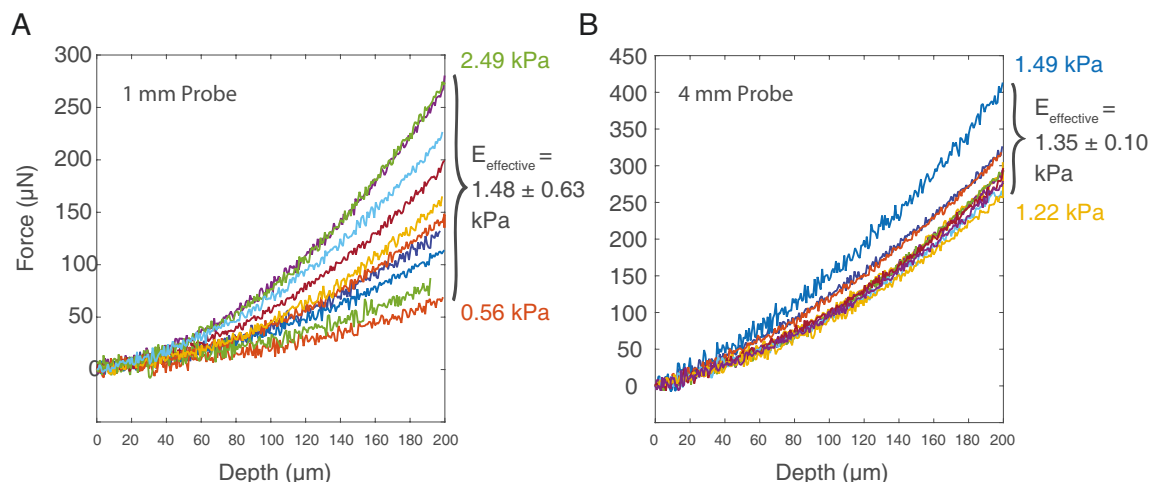 A
300
250
200
150
100
50
0
Force (µN)
1 mm Probe
2.49 kPa
E effective =
1.48 ± 0.63
kPa
0.56 kPa
0 20 40 60 80 100 120 140 160 180 200
Depth (µm)
B
450
400
350
300
250
200
150
100
50
0
4 mm Probe
1.49 kPa
E effective =
1.35 ± 0.10
kPa
1.22 kPa
0 20 40 60 80 100 120 140 160 180 200
Depth (µm)